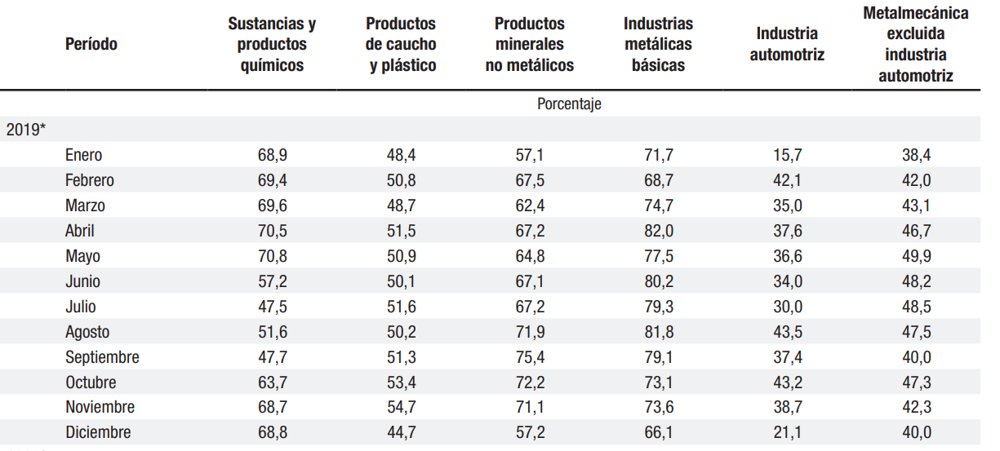 Período Sustancias y productos químicos Productos de caucho y plástico Productos minerales no metálicos Industrias metálicas básicas Industria automotriz Metalmecánica excluida industria automotriz
Porcentaje
2019*
Enero 68,9 48,4 57,1 71,7 15,7 38,4
Febrero 69,4 50,8 67,5 68,7 42,1 42,0
Marzo 69,6 48,7 62,4 74,7 35,0 43,1
Abril 70,5 51,5 67,2 82,0 37,6 46,7
Mayo 70,8 50,9 64,8 77,5 36,6 49,9
Junio 57,2 50,1 67,1 80,2 34,0 48,2
Julio 47,5 51,6 67,2 79,3 30,0 48,5
Agosto 51,6 50,2 71,9 81,8 43,5 47,5
Septiembre 47,7 51,3 75,4 79,1 37,4 40,0
Octubre 63,7 53,4 72,2 73,1 43,2 47,3
Noviembre 68,7 54,7 71,1 73,6 38,7 42,3
Diciembre 68,8 44,7 57,2 66,1 21,1 40,0